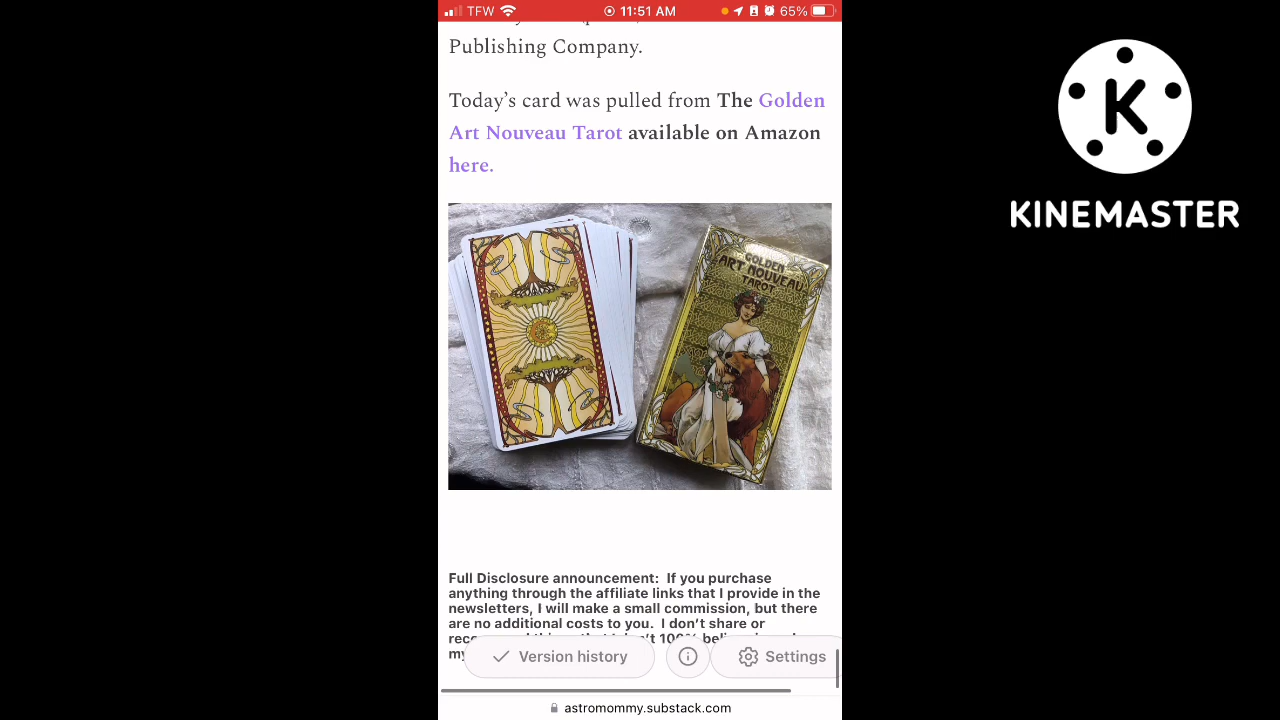 TFW 11:51 AM 65%
Publishing Company.
Today's card was pulled from The Golden
Art Nouveau Tarot available on Amazon
here.
GOLDEN
ART NOUVEAU
TAROT
Full Disclosure announcement: If you purchase
anything through the affiliate links that I provide in the
newsletters, I will make a small commission, but there
are no additional costs to you. I don't share or
100%
my
Version history
Settings
astromommy.substack.com
K
KINEMASTER